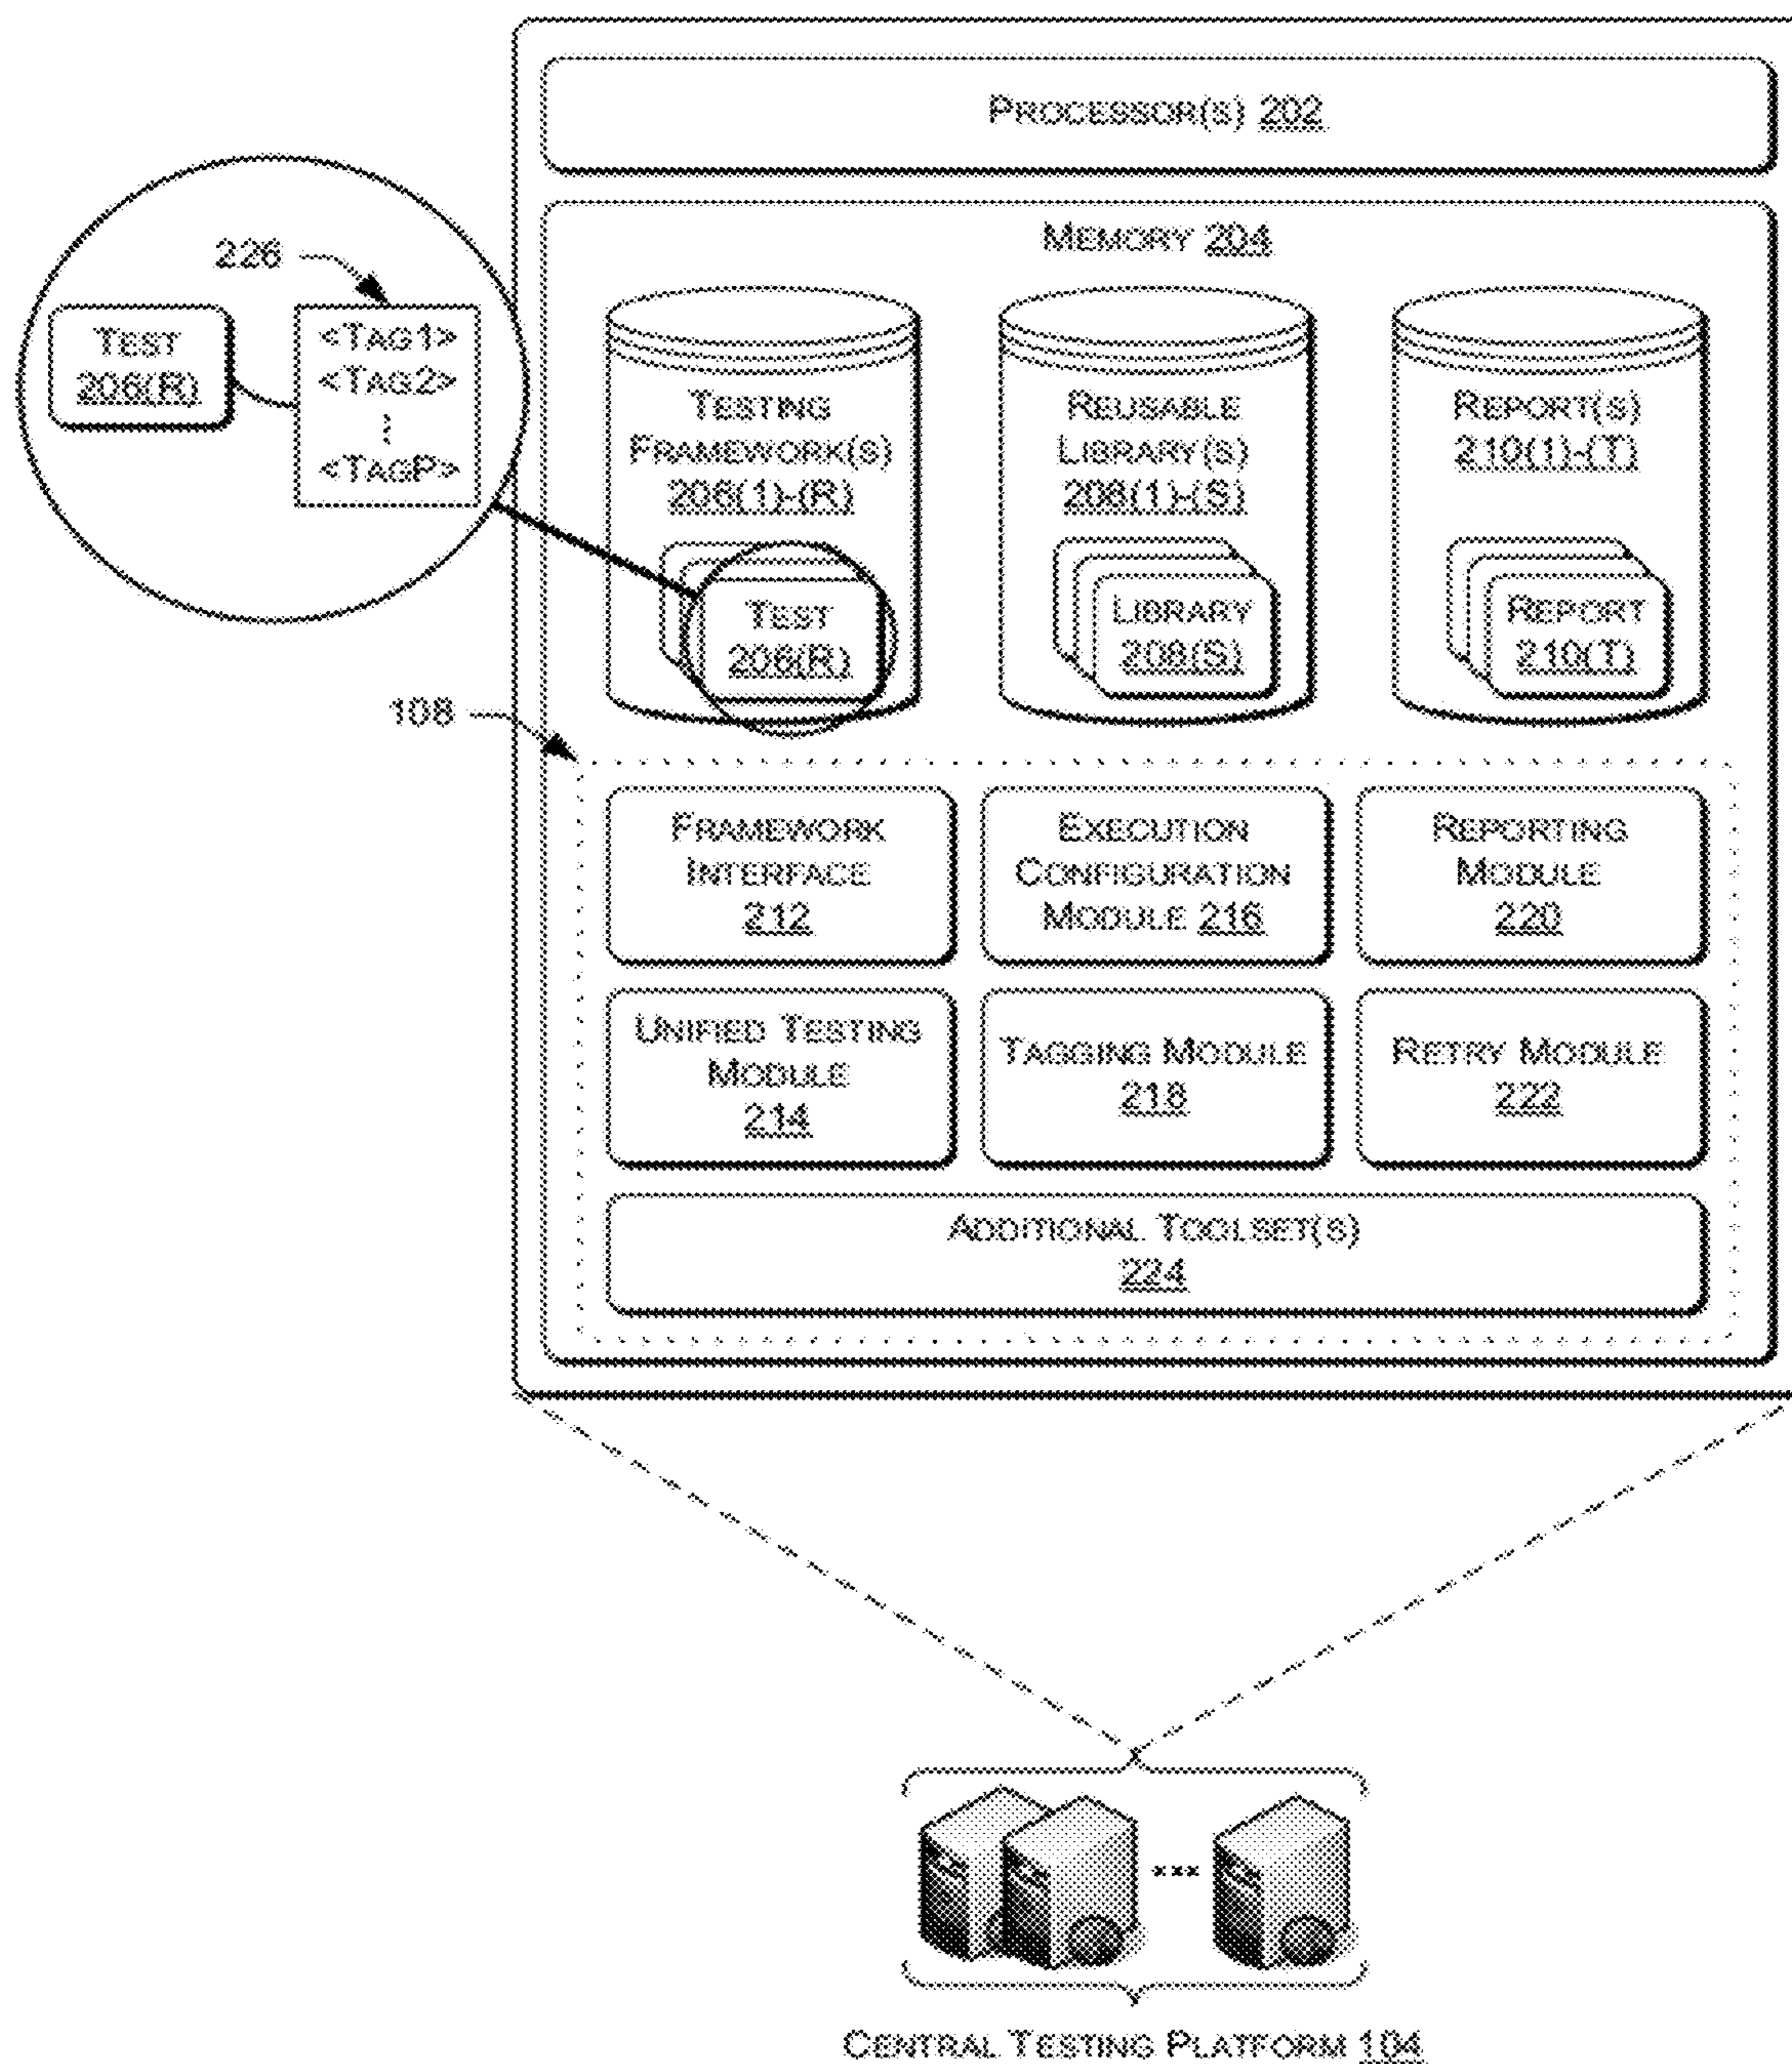 PROCESSOR(S) 202
MEMORY 204
226
TEST
206(R)
<TAG1>
<TAG2>
<TAGP>
TESTING
FRAMEWORK(S)
206(1)-(R)
TEST
206(R)
REUSABLE
LIBRARY(S)
208(1)-(S)
LIBRARY
208(S)
REPORT(S)
210(1)-(T)
REPORT
210(T)
108
FRAMEWORK
INTERFACE
212
EXECUTION
CONFIGURATION
MODULE 216
REPORTING
MODULE
220
UNIFIED TESTING
MODULE
214
TAGGING MODULE
218
RETRY MODULE
222
ADDITIONAL TOOLSET(S)
224
CENTRAL TESTING PLATFORM 104